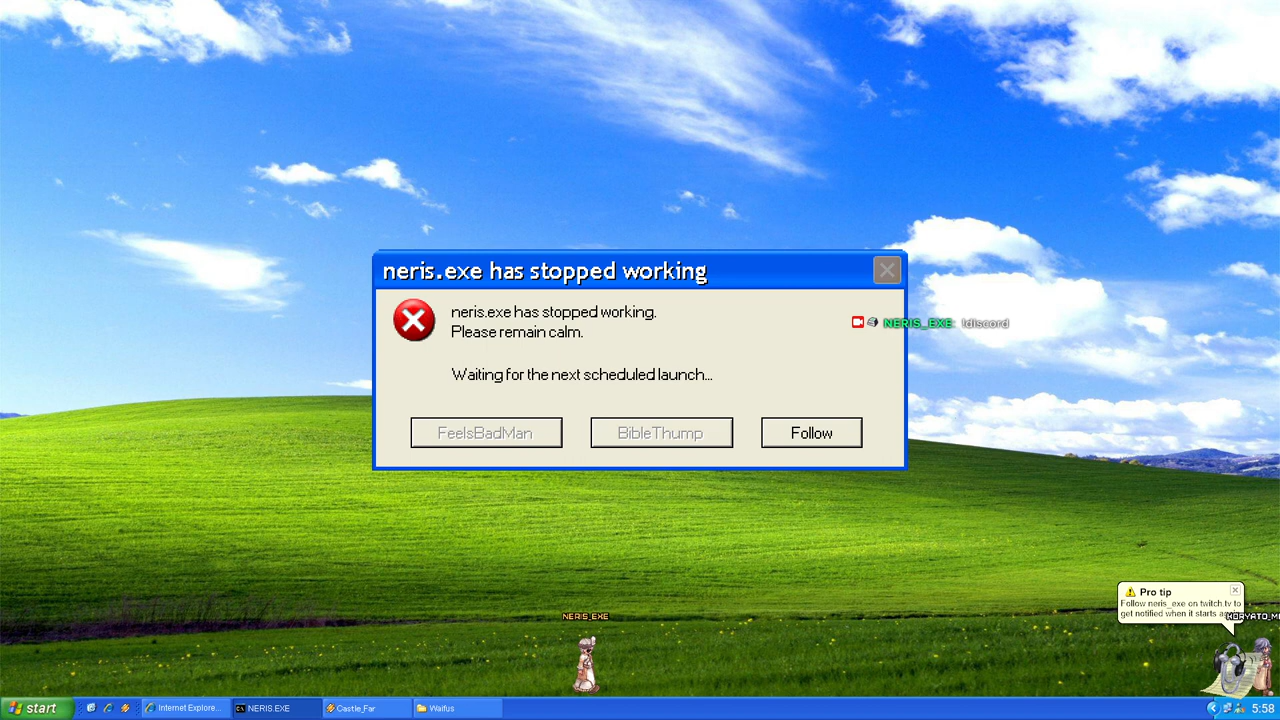 neris.exe has stopped working
neris.exe has stopped working.
Please remain calm.
NERIS_EXE: !discord
Waiting for the next scheduled launch...
FeelsBadMan
BibleThump
Follow
Pro tip
Follow neris_exe on twitch.tv to
get notified when it starts
NERIS_EXE
start
Internet Explore...
NERIS.EXE
Castle_Far
Waifus
5:58